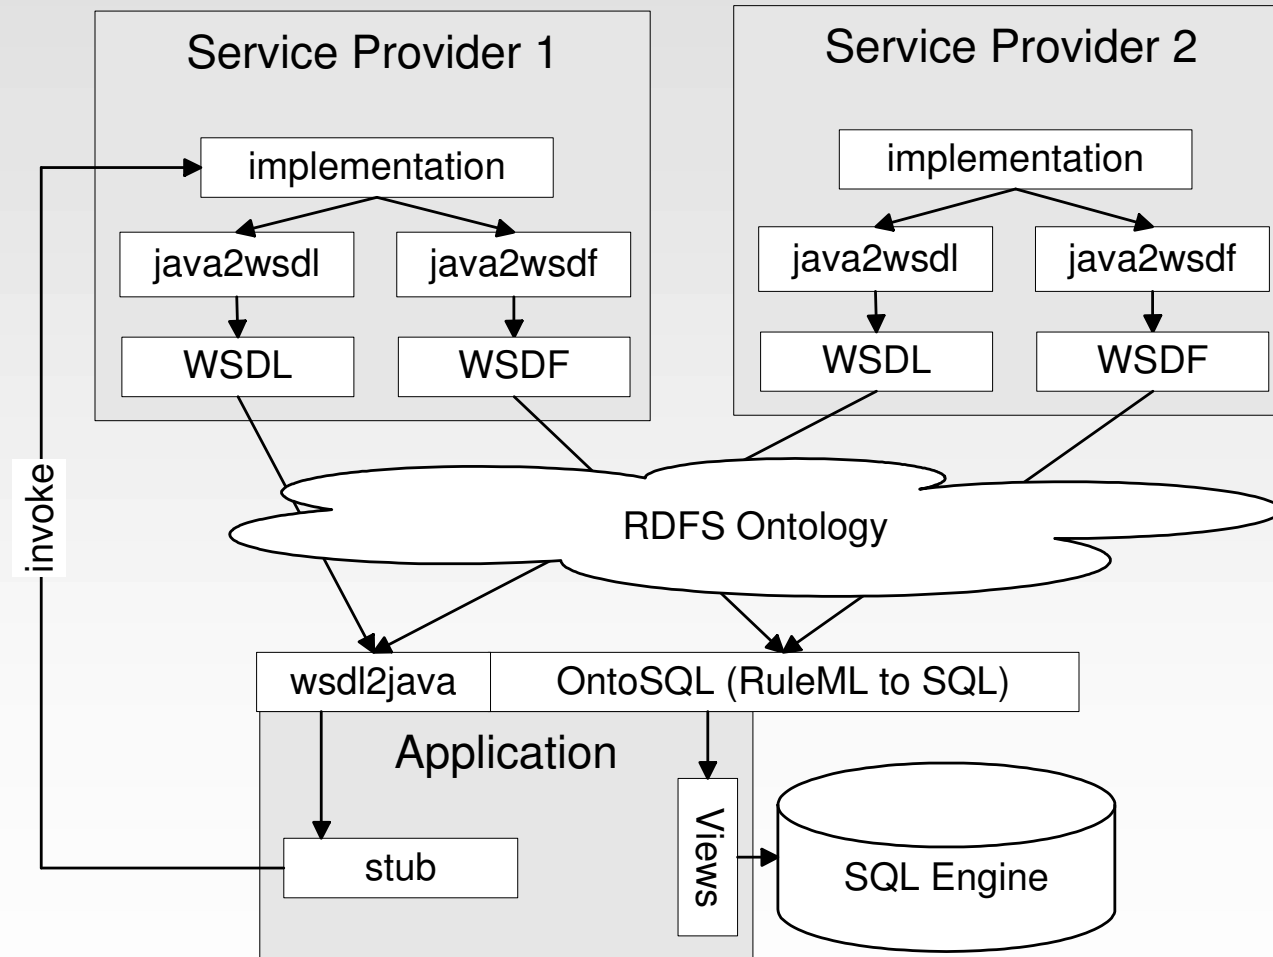 Service Provider 1
implementation
java2wsdl
java2wsdf
WSDL
WSDF
Service Provider 2
implementation
java2wsdl
java2wsdf
WSDL
WSDF
invoke
RDFS Ontology
wsdl2java
OntoSQL (RuleML to SQL)
Application
stub
Views
SQL Engine